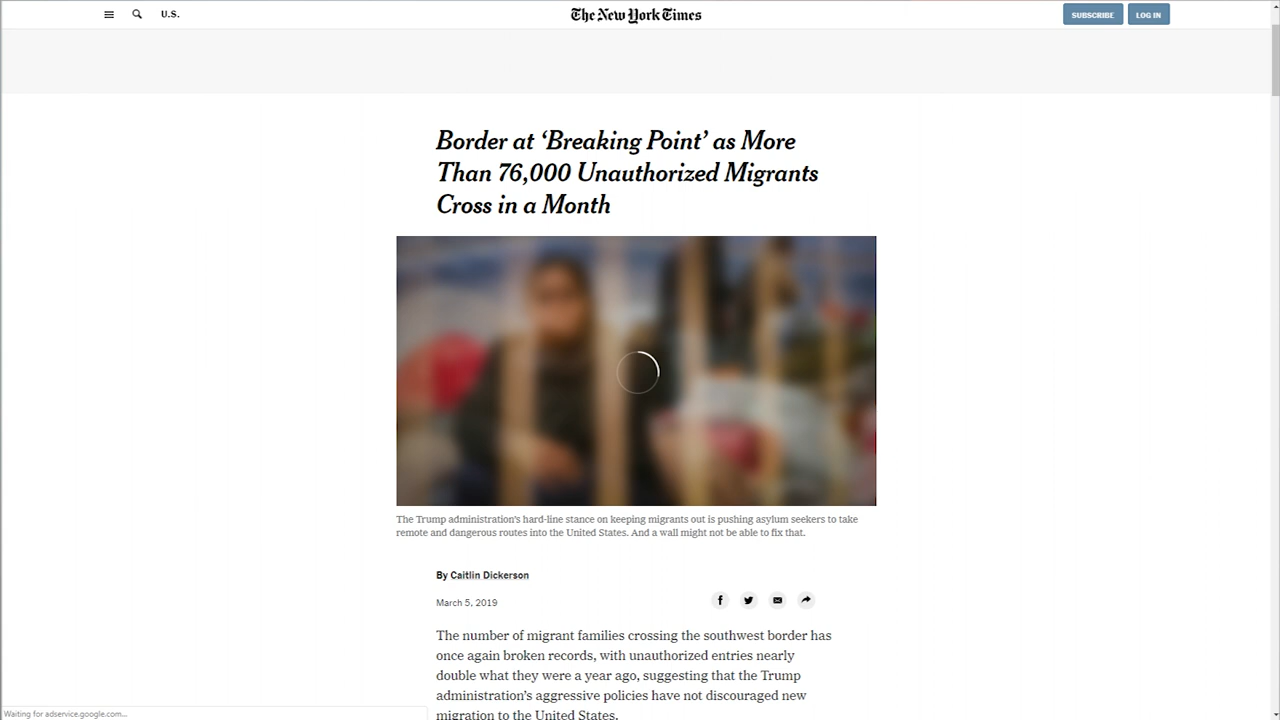 U.S.
The New York Times
SUBSCRIBE
LOG IN
Border at ‘Breaking Point’ as More
Than 76,000 Unauthorized Migrants
Cross in a Month
The Trump administration’s hard-line stance on keeping migrants out is pushing asylum seekers to take
remote and dangerous routes into the United States. And a wall might not be able to fix that.
By Caitlin Dickerson
March 5, 2019
The number of migrant families crossing the southwest border has
once again broken records, with unauthorized entries nearly
double what they were a year ago, suggesting that the Trump
administration’s aggressive policies have not discouraged new
migration to the United States.
Waiting for adservice.google.com...